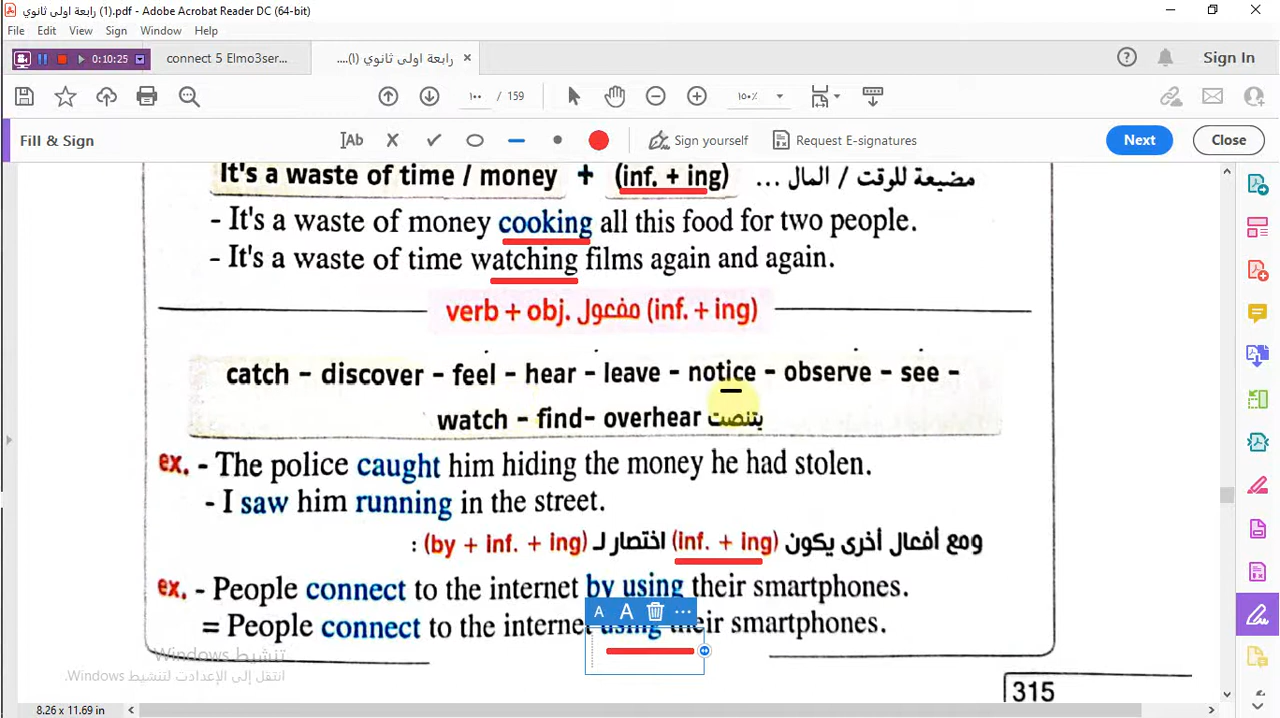 رابعة اولى ثانوي (1).pdf - Adobe Acrobat Reader DC (64-bit)
File Edit View Sign Window Help
0:10:25 connect 5 Elmo3ser... رابعة اولى ثانوي (١).... Sign In
١٠٠ / 159 ١٥٠٪
Fill & Sign Ab Sign yourself Request E-signatures Next Close
It's a waste of time / money + (inf. + ing) مضيعة للوقت / المال ...
- It's a waste of money cooking all this food for two people.
- It's a waste of time watching films again and again.
verb + obj. مفعول (inf. + ing)
catch – discover – feel – hear – leave – notice – observe – see –
watch – find– overhear يتنصت
ex. - The police caught him hiding the money he had stolen.
- I saw him running in the street.
ومع أفعال أخرى يكون (inf. + ing) اختصار لـ (by + inf. + ing) :
ex. - People connect to the internet by using their smartphones.
A A
= People connect to the internet using their smartphones.
تنشيط Windows
انتقل إلى الإعدادات لتنشيط Windows.
315
8.26 x 11.69 in